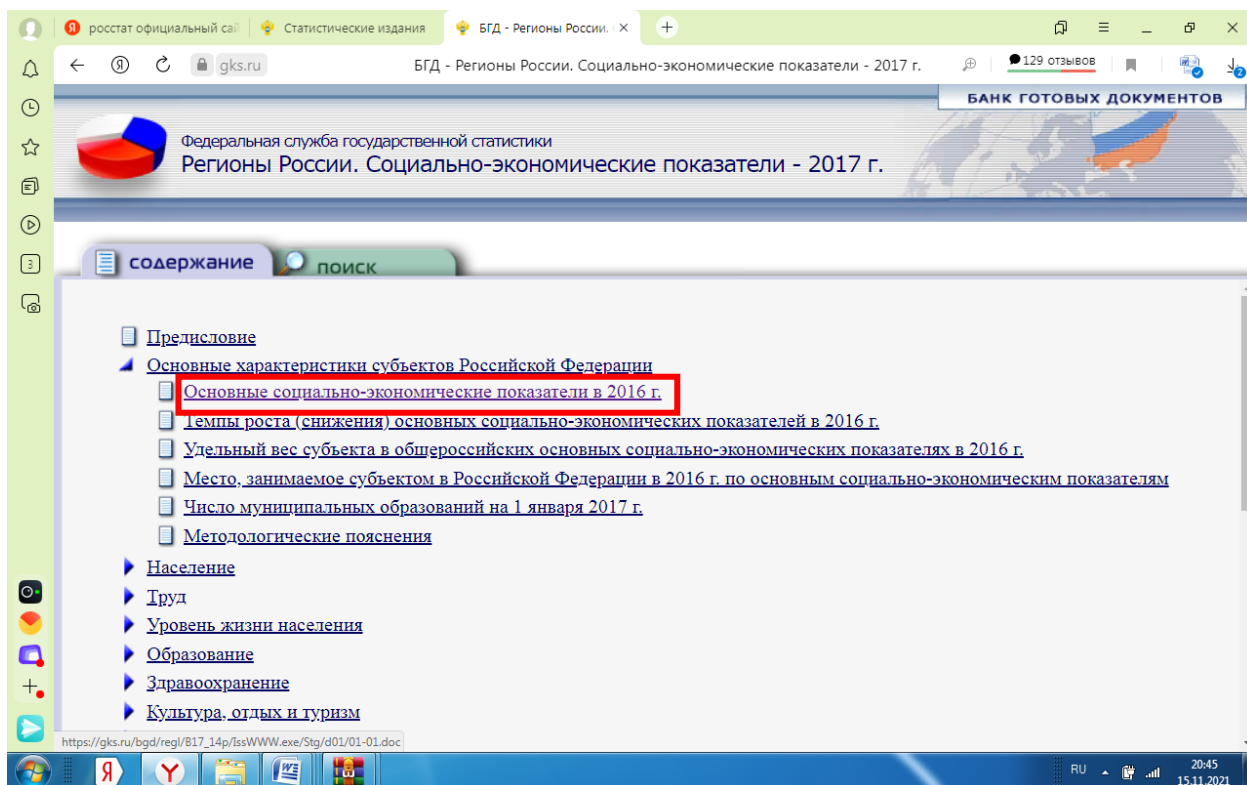 росстат официальный сай
Статистические издания
БГД - Регионы России. (
gks.ru
БГД - Регионы России. Социально-экономические показатели - 2017 г.
129 отзывов
2
БАНК ГОТОВЫХ ДОКУМЕНТОВ
Федеральная служба государственной статистики
Регионы России. Социально-экономические показатели - 2017 г.
3
содержание
поиск
Предисловие
Основные характеристики субъектов Российской Федерации
Основные социально-экономические показатели в 2016 г.
Темпы роста (снижения) основных социально-экономических показателей в 2016 г.
Удельный вес субъекта в общероссийских основных социально-экономических показателях в 2016 г.
Место, занимаемое субъектом в Российской Федерации в 2016 г. по основным социально-экономическим показателям
Число муниципальных образований на 1 января 2017 г.
Методологические пояснения
Население
Труд
Уровень жизни населения
Образование
Здравоохранение
Культура, отдых и туризм
https://gks.ru/bgd/regl/B17_14p/IssWWW.exe/Stg/d01/01-01.doc
RU
20:45
15.11.2021